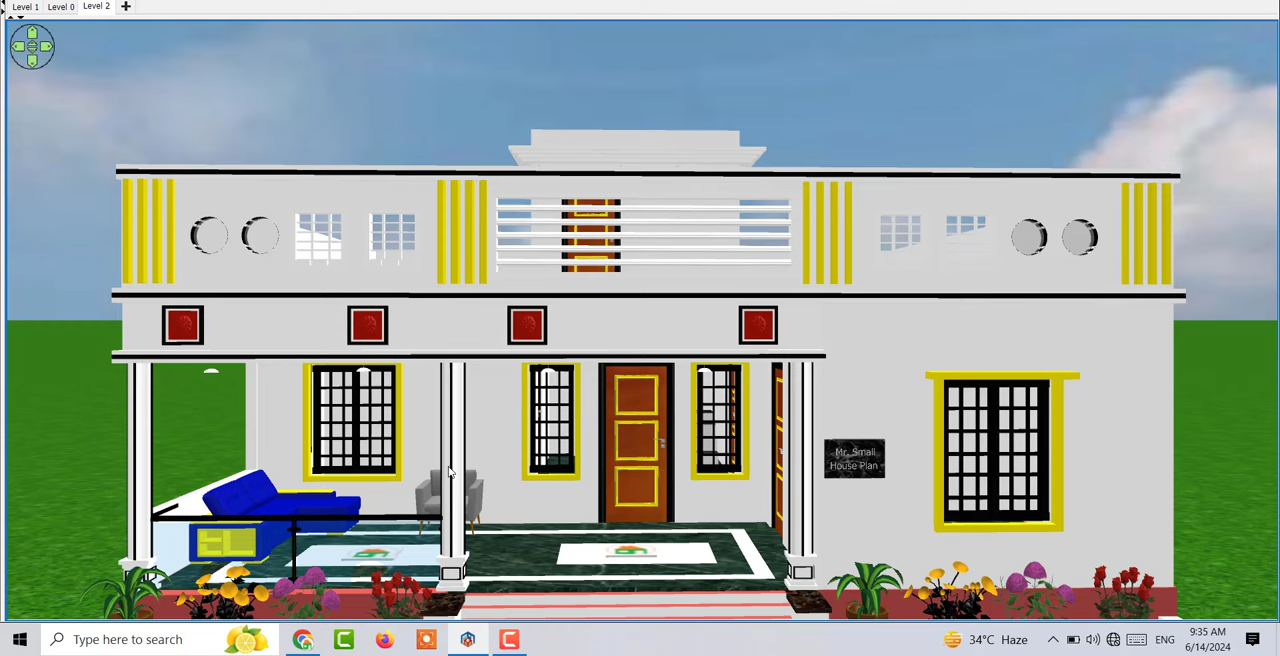 Level 1 Level 0 Level 2
Mr. Small
House Plan
Type here to search
34°C Haze
ENG
9:35 AM
6/14/2024